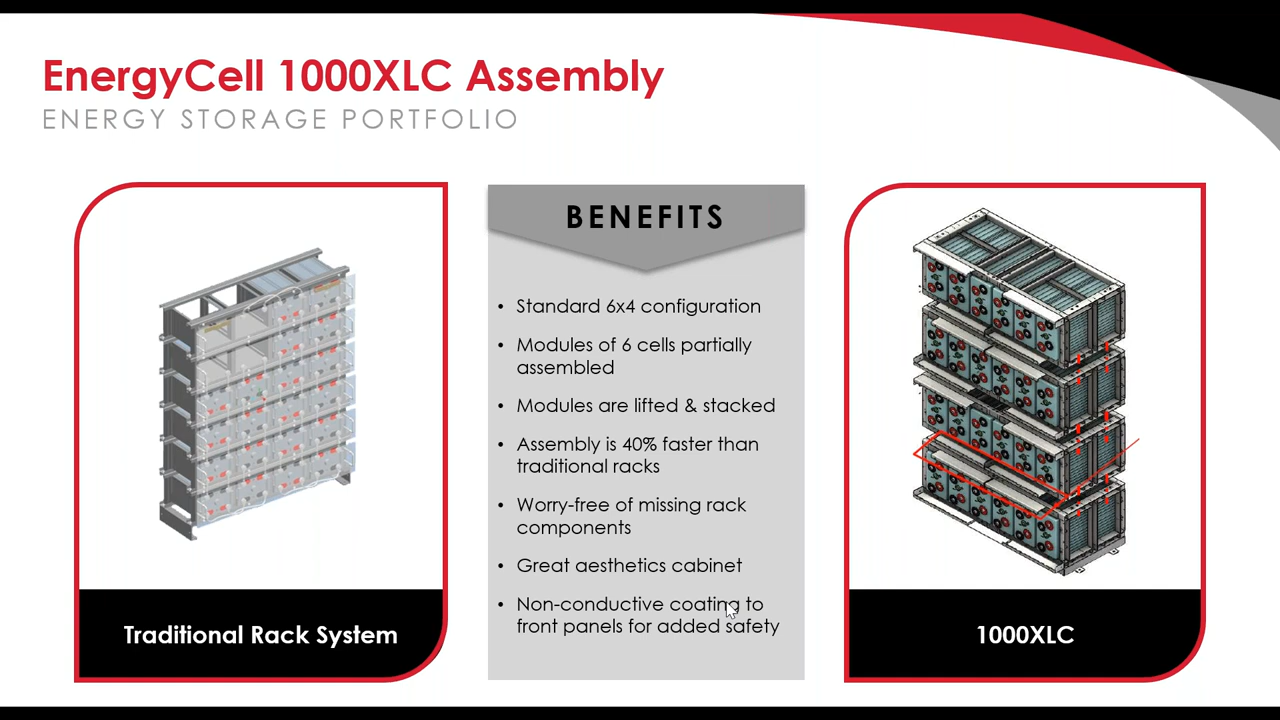 EnergyCell 1000XLC Assembly
ENERGY STORAGE PORTFOLIO
BENEFITS
• Standard 6x4 configuration
• Modules of 6 cells partially
assembled
• Modules are lifted & stacked
• Assembly is 40% faster than
traditional racks
• Worry-free of missing rack
components
• Great aesthetics cabinet
• Non-conductive coating to
front panels for added safety
Traditional Rack System
1000XLC